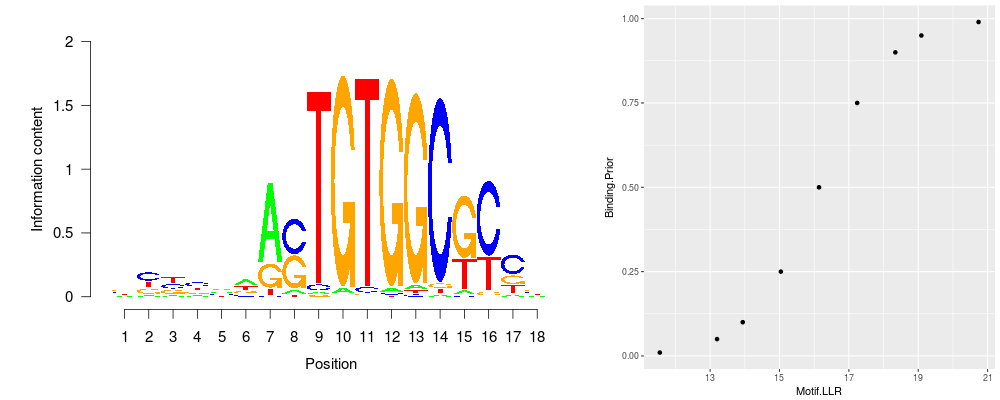 2
1.5
1
0.5
0
Information content
A
G
C
G
T
G
T
G
G
C
G
T
C
T
C
G
1 2 3 4 5 6 7 8 9 10 11 12 13 14 15 16 17 18
Position
1.00
0.75
0.50
0.25
0.00
Binding.Prior
13 15 17 19 21
Motif.LLR